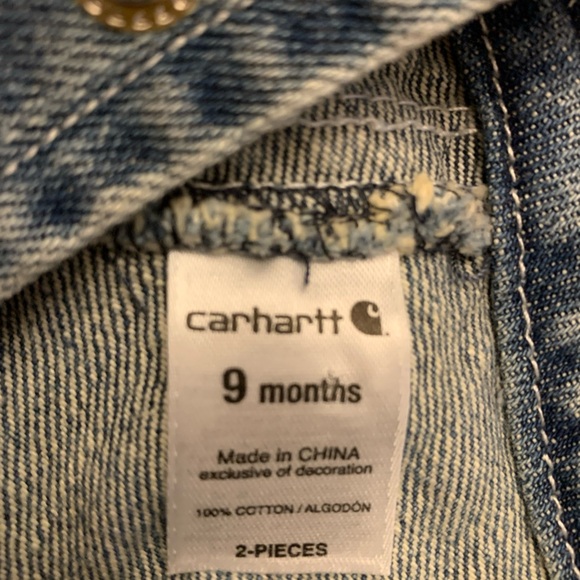 carhartt
9 months
Made in CHINA
exclusive of decoration
100% COTTON / ALGODÓN
2-PIECES